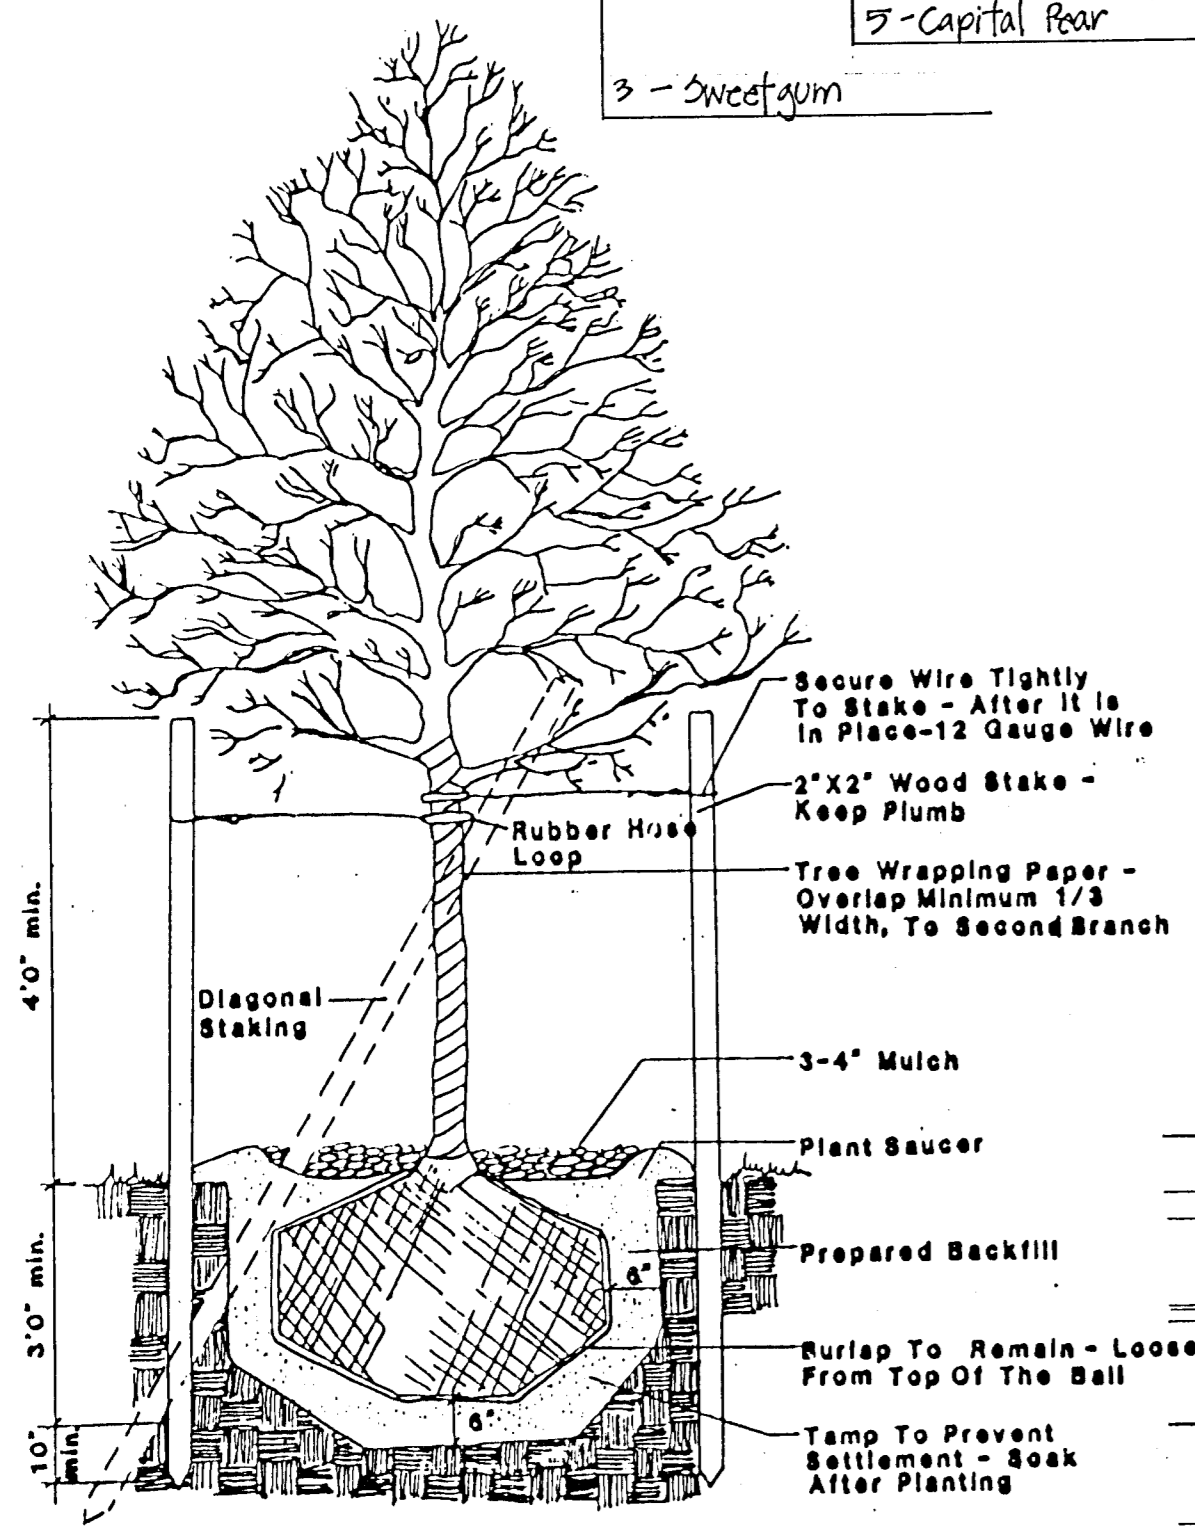 5-Capital Pear
3 - Sweetgum
Secure Wire Tightly
To Stake - After it is
In Place-12 Gauge Wire
2"X2" Wood Stake -
Keep Plumb
Rubber Hose
Loop
Tree Wrapping Paper -
Overlap Minimum 1/3
Width, To Second Branch
4'0" min.
Diagonal
Staking
3-4" Mulch
Plant Saucer
Prepared Backfill
6"
3'0" min.
Burlap To Remain - Loose
From Top Of The Ball
6"
10"
min.
Tamp To Prevent
Settlement - Soak
After Planting